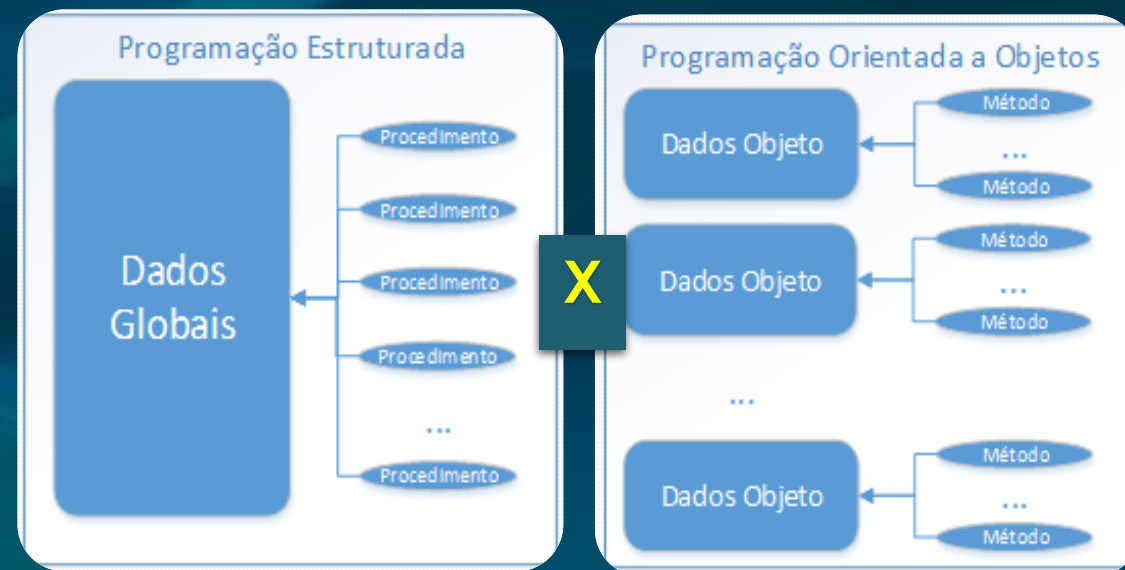 Programação Estruturada
Dados
Globais
Procedimento
Procedimento
Procedimento
Procedimento
...
Procedimento
X
Programação Orientada a Objetos
Dados Objeto
Método
...
Método
Dados Objeto
Método
...
Método
...
Dados Objeto
Método
...
Método